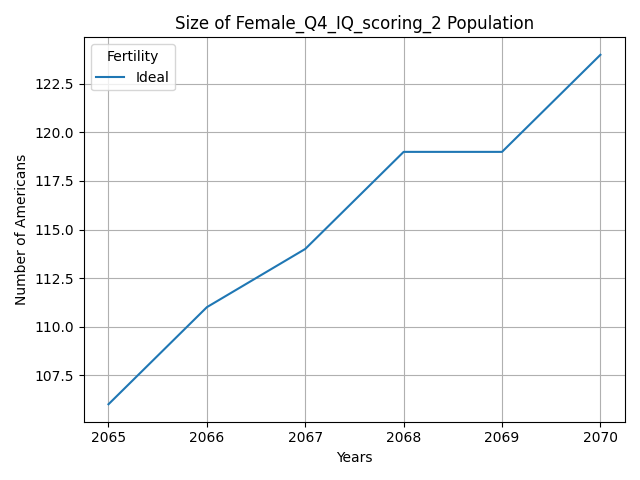 Size of Female_Q4_IQ_scoring_2 Population
Fertility
Ideal
Number of Americans
122.5
120.0
117.5
115.0
112.5
110.0
107.5
2065 2066 2067 2068 2069 2070
Years